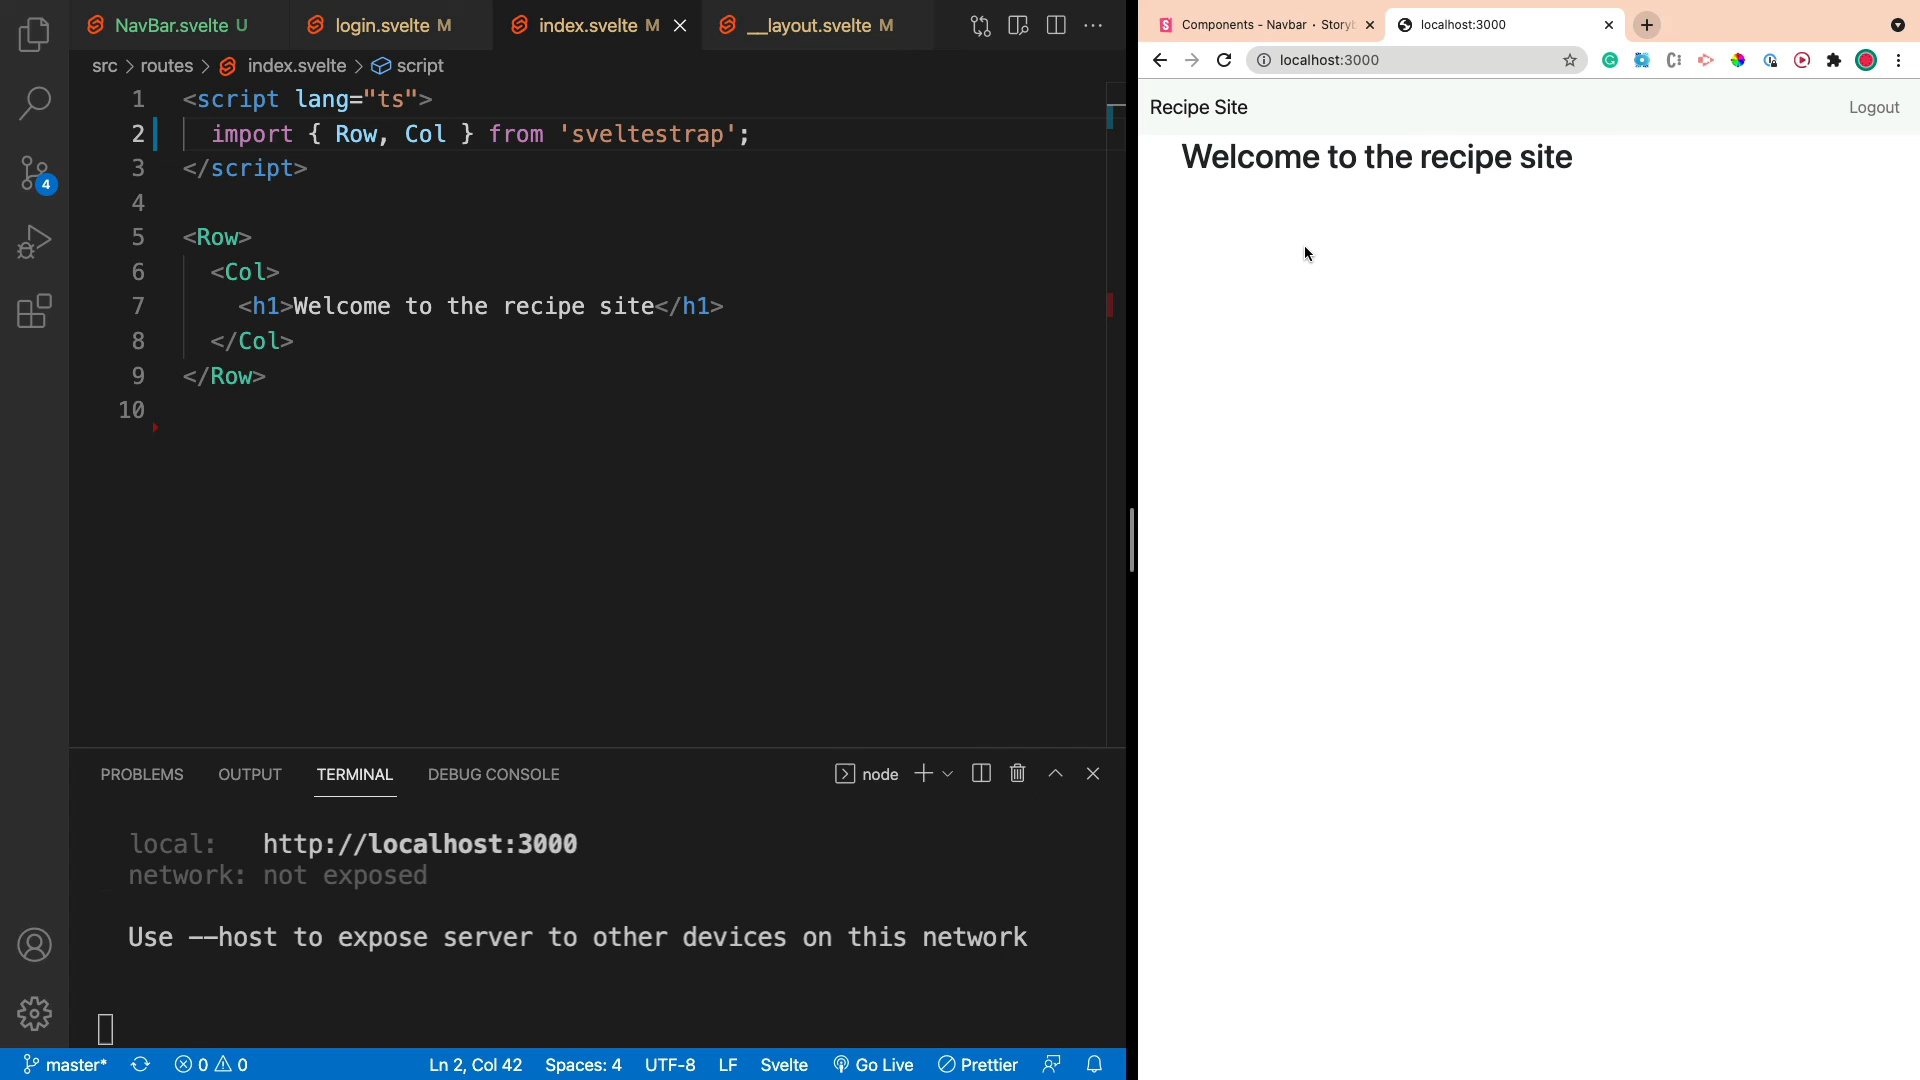 NavBar.svelte U
login.svelte M
index.svelte M
__layout.svelte M
src > routes > index.svelte > script
1 <script lang="ts">
2 import { Row, Col } from 'sveltestrap';
3 </script>
4
5 <Row>
6 <Col>
7 <h1>Welcome to the recipe site</h1>
8 </Col>
9 </Row>
10
4
PROBLEMS OUTPUT TERMINAL DEBUG CONSOLE
node
local: http://localhost:3000
network: not exposed
Use --host to expose server to other devices on this network
master* 0 0 Ln 2, Col 42 Spaces: 4 UTF-8 LF Svelte Go Live Prettier
Components - Navbar · Storyb
localhost:3000
localhost:3000
Recipe Site
Logout
Welcome to the recipe site